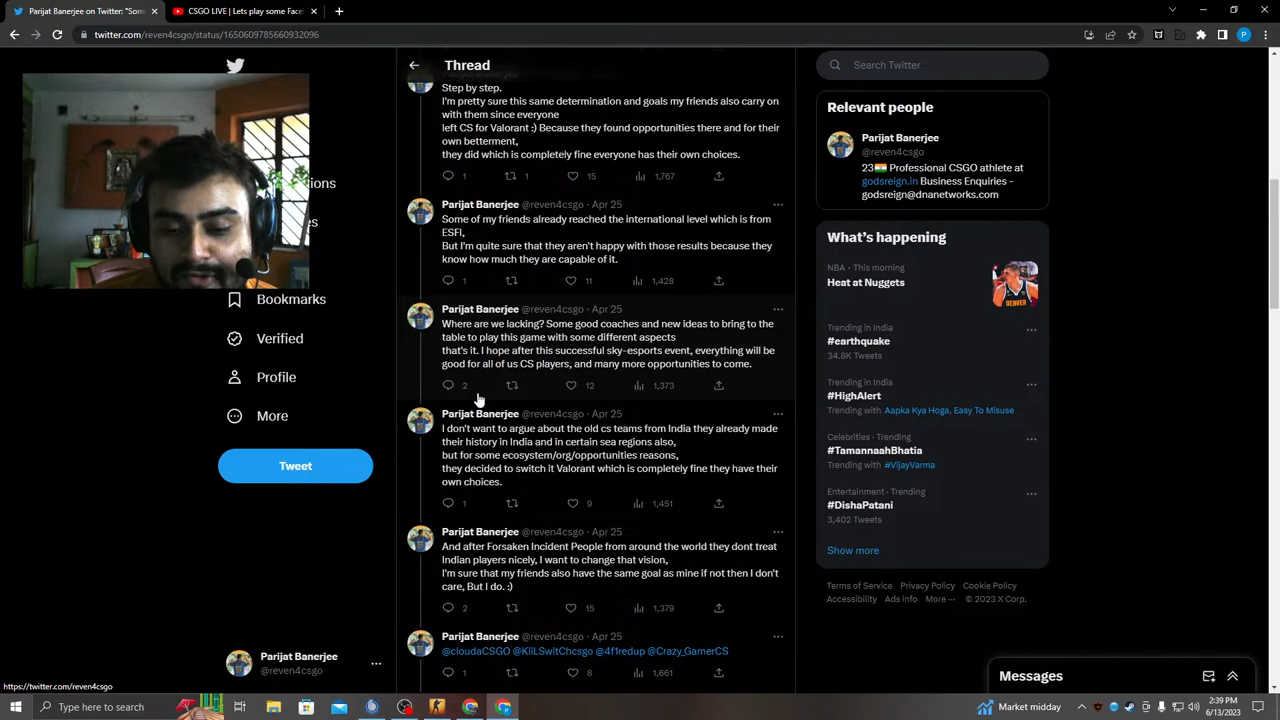 Parijat Banerjee on Twitter: "Som
CSGO LIVE | Lets play some Face
twitter.com/reven4csgo/status/1650609785660932096
P
Thread
Search Twitter
Step by step.
I'm pretty sure this same determination and goals my friends also carry on
with them since everyone
left CS for Valorant :) Because they found opportunities there and for their
own betterment,
they did which is completely fine everyone has their own choices.
1
1
15
1,767
Parijat Banerjee @reven4csgo · Apr 25
Some of my friends already reached the international level which is from
ESFI,
But I'm quite sure that they aren't happy with those results because they
know how much they are capable of it.
1
11
1,428
Parijat Banerjee @reven4csgo · Apr 25
Where are we lacking? Some good coaches and new ideas to bring to the
table to play this game with some different aspects
that's it. I hope after this successful sky-esports event, everything will be
good for all of us CS players, and many more opportunities to come.
2
12
1,373
Parijat Banerjee @reven4csgo · Apr 25
I don't want to argue about the old cs teams from India they already made
their history in India and in certain sea regions also,
but for some ecosystem/org/opportunities reasons,
they decided to switch it Valorant which is completely fine they have their
own choices.
1
9
1,451
Parijat Banerjee @reven4csgo · Apr 25
And after Forsaken Incident People from around the world they dont treat
Indian players nicely, I want to change that vision,
I'm sure that my friends also have the same goal as mine if not then I don't
care, But I do. :)
2
15
1,379
Parijat Banerjee @reven4csgo · Apr 25
@cloudaCSGO @KiiLSwitChcsgo @4f1redup @Crazy_GamerCS
1
8
1,661
Bookmarks
Verified
Profile
More
Tweet
Parijat Banerjee
@reven4csgo
Relevant people
Parijat Banerjee
@reven4csgo
23🇮🇳 Professional CSGO athlete at
godsreign.in Business Enquiries -
godsreign@dnanetworks.com
What's happening
NBA · This morning
Heat at Nuggets
Trending in India
#earthquake
34.8K Tweets
Trending in India
#HighAlert
Trending with Aapka Kya Hoga, Easy To Misuse
Celebrities · Trending
#TamannaahBhatia
Trending with #VijayVarma
Entertainment · Trending
#DishaPatani
3,402 Tweets
Show more
Terms of Service Privacy Policy Cookie Policy
Accessibility Ads info More ··· © 2023 X Corp.
Messages
https://twitter.com/reven4csgo
Type here to search
Market midday
2:39 PM
6/13/2023